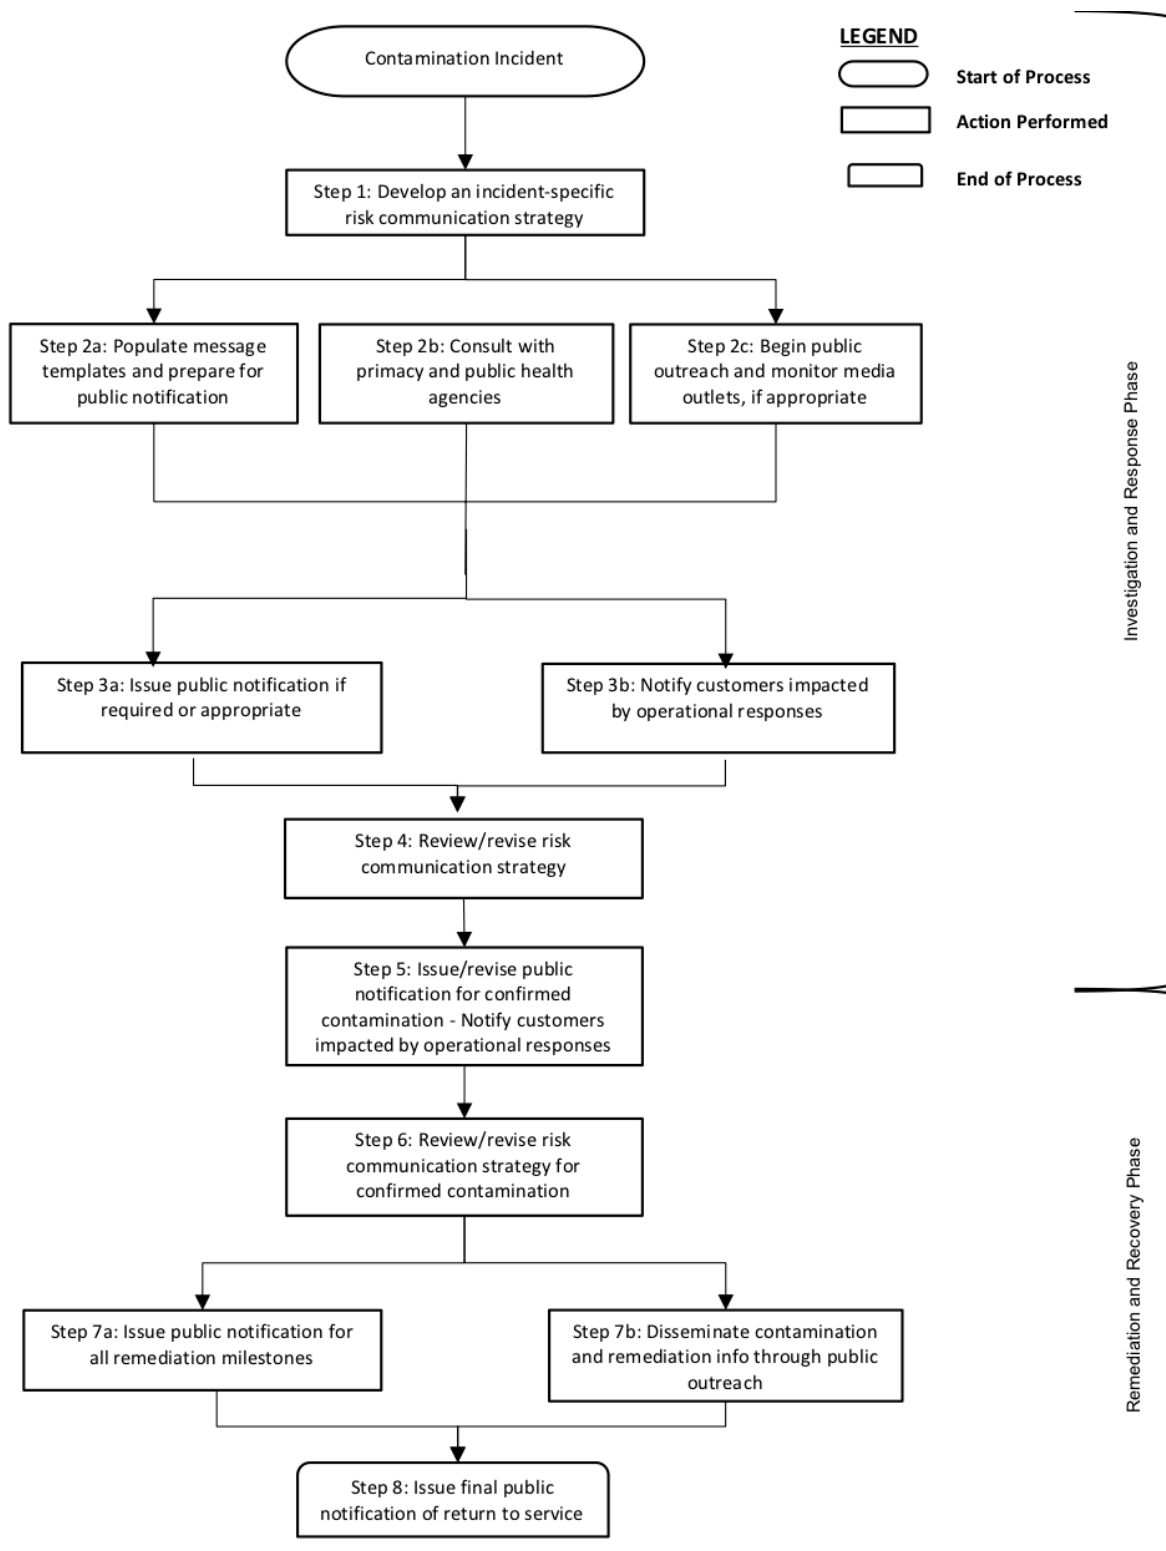 Contamination Incident
LEGEND
Start of Process
Action Performed
End of Process
Step 1: Develop an incident-specific
risk communication strategy
Step 2a: Populate message
templates and prepare for
public notification
Step 2b: Consult with
primacy and public health
agencies
Step 2c: Begin public
outreach and monitor media
outlets, if appropriate
Investigation and Response Phase
Step 3a: Issue public notification if
required or appropriate
Step 3b: Notify customers impacted
by operational responses
Step 4: Review/revise risk
communication strategy
Step 5: Issue/revise public
notification for confirmed
contamination - Notify customers
impacted by operational responses
Step 6: Review/revise risk
communication strategy for
confirmed contamination
Remediation and Recovery Phase
Step 7a: Issue public notification for
all remediation milestones
Step 7b: Disseminate contamination
and remediation info through public
outreach
Step 8: Issue final public
notification of return to service